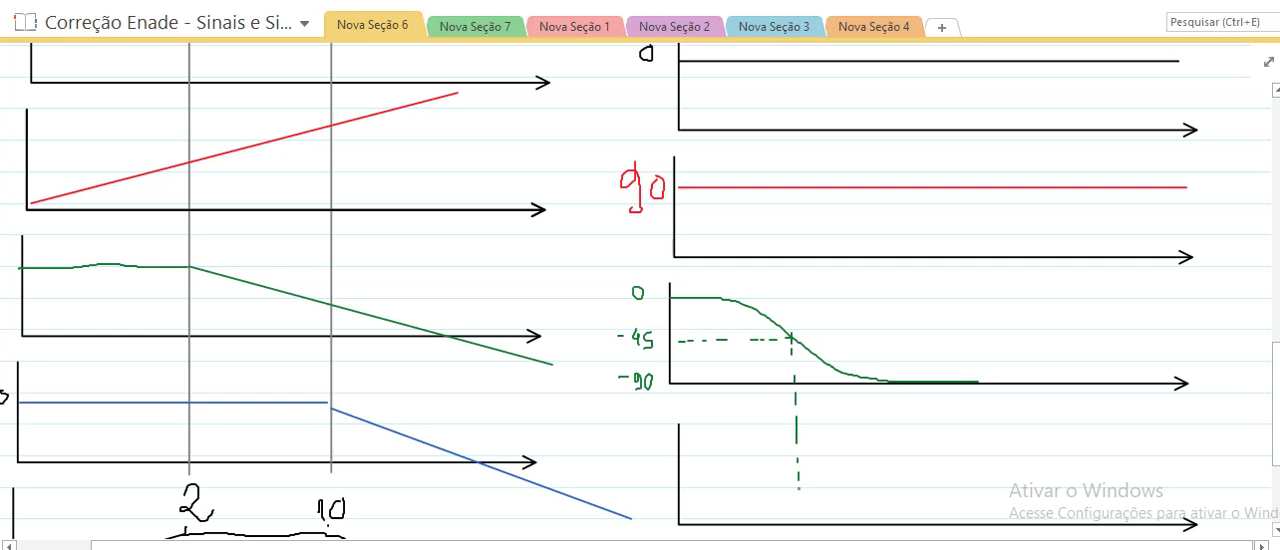 Correção Enade - Sinais e Si...
Nova Seção 6
Nova Seção 7
Nova Seção 1
Nova Seção 2
Nova Seção 3
Nova Seção 4
+
Pesquisar (Ctrl+E)
0
90
0
-45
-90
2
10
Ativar o Windows
Acesse Configurações para ativar o Wind